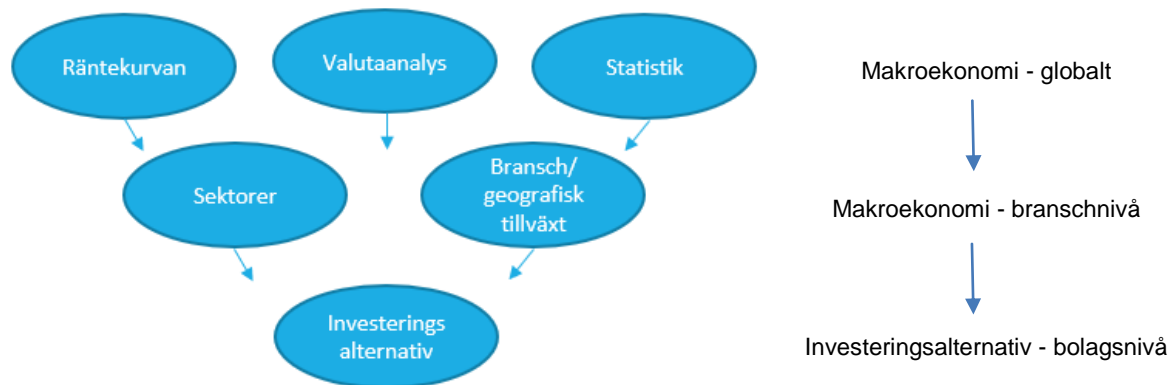 Räntekurvan
Valutaanalys
Statistik
Makroekonomi - globalt
Sektorer
Bransch/
geografisk
tillväxt
Makroekonomi - branschnivå
Investerings
alternativ
Investeringsalternativ - bolagsnivå